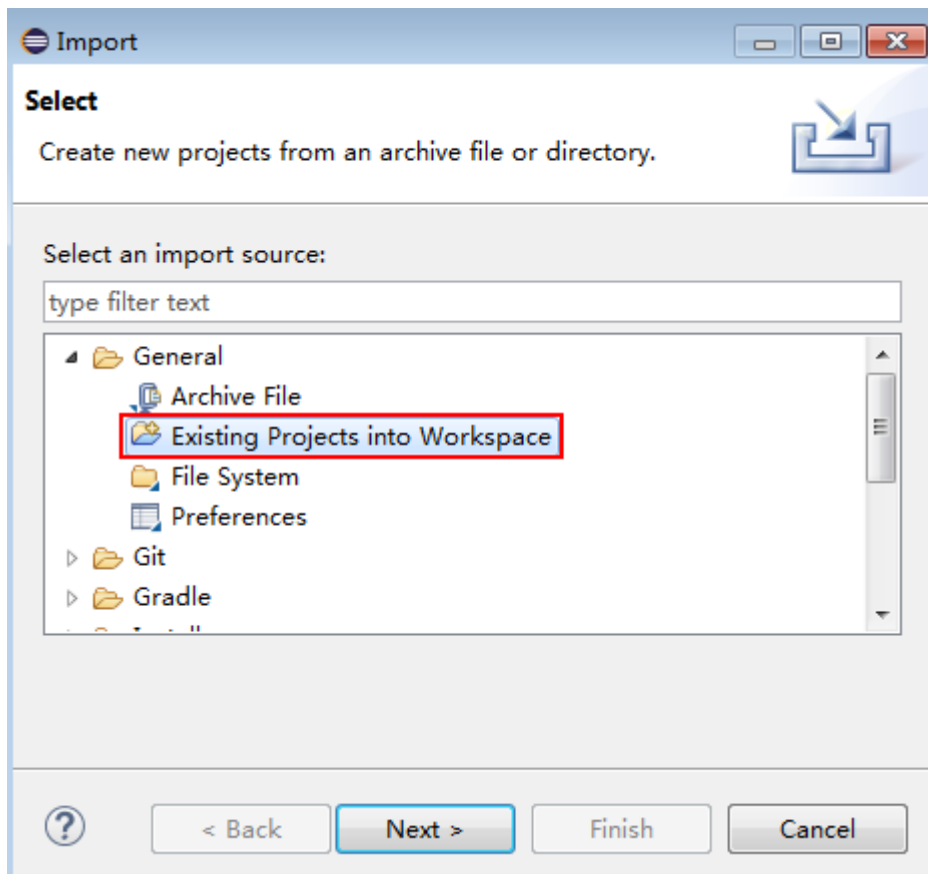 Import
Select
Create new projects from an archive file or directory.
Select an import source:
type filter text
General
Archive File
Existing Projects into Workspace
File System
Preferences
Git
Gradle
? < Back Next > Finish Cancel